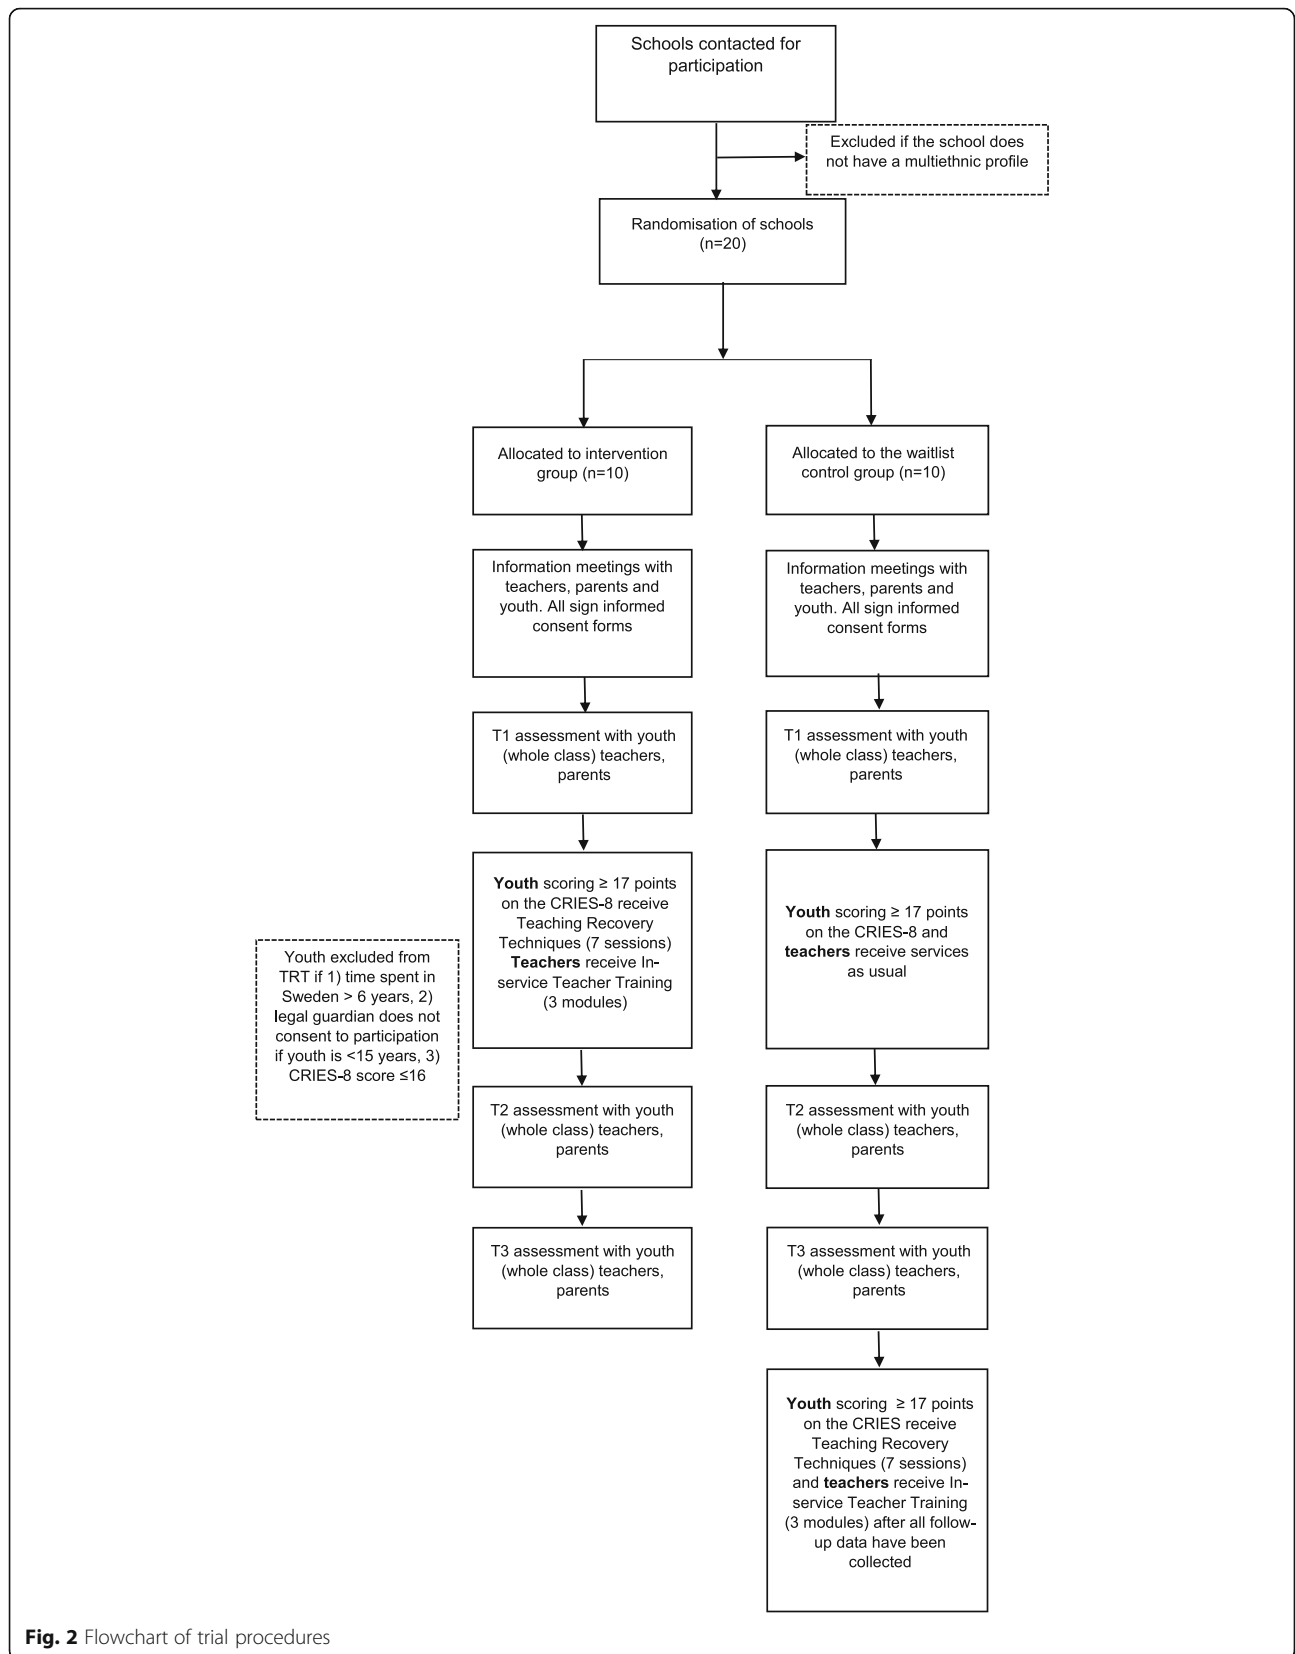 Schools contacted for
participation
Excluded if the school does
not have a multiethnic profile
Randomisation of schools
(n=20)
Allocated to intervention
group (n=10)
Allocated to the waitlist
control group (n=10)
Information meetings with
teachers, parents and
youth. All sign informed
consent forms
Information meetings with
teachers, parents and
youth. All sign informed
consent forms
T1 assessment with youth
(whole class) teachers,
parents
T1 assessment with youth
(whole class) teachers,
parents
Youth scoring ≥ 17 points
on the CRIES-8 receive
Teaching Recovery
Techniques (7 sessions)
Teachers receive In-
service Teacher Training
(3 modules)
Youth scoring ≥ 17 points
on the CRIES-8 and
teachers receive services
as usual
Youth excluded from
TRT if 1) time spent in
Sweden > 6 years, 2)
legal guardian does not
consent to participation
if youth is <15 years, 3)
CRIES-8 score ≤16
T2 assessment with youth
(whole class) teachers,
parents
T2 assessment with youth
(whole class) teachers,
parents
T3 assessment with youth
(whole class) teachers,
parents
T3 assessment with youth
(whole class) teachers,
parents
Youth scoring ≥ 17 points
on the CRIES receive
Teaching Recovery
Techniques (7 sessions)
and teachers receive In-
service Teacher Training
(3 modules) after all follow-
up data have been
collected
Fig. 2 Flowchart of trial procedures